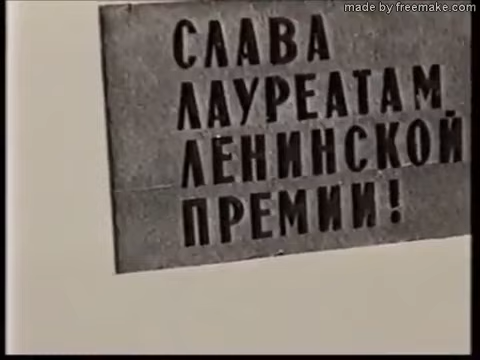 made by freemake.com
СЛАВА
ЛАУРЕАТАМ
ЛЕНИНСКОЙ
ПРЕМИИ!